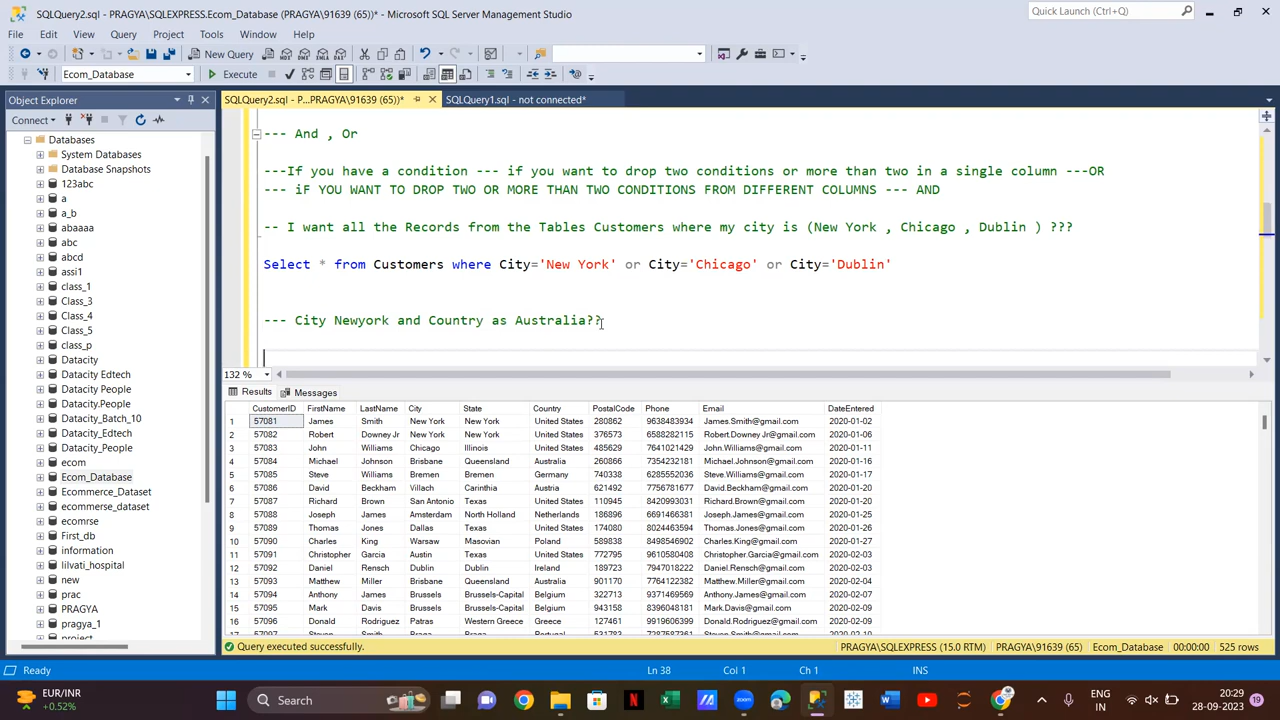 SQLQuery2.sql - PRAGYA\SQLEXPRESS.Ecom_Database (PRAGYA\91639 (65))* - Microsoft SQL Server Management Studio
Quick Launch (Ctrl+Q)
File Edit View Query Project Tools Window Help
New Query
Ecom_Database
Execute
Object Explorer
Connect
Databases
System Databases
Database Snapshots
123abc
a
a_b
abaaaa
abc
abcd
assi1
class_1
Class_3
Class_4
Class_5
class_p
Datacity
Datacity Edtech
Datacity People
Datacity.People
Datacity_Batch_10
Datacity_Edtech
Datacity_People
ecom
Ecom_Database
Ecommerce_Dataset
ecommerse_dataset
ecomrse
First_db
information
lilvati_hospital
new
prac
PRAGYA
pragya_1
project
SQLQuery2.sql - P...PRAGYA\91639 (65))*
SQLQuery1.sql - not connected*
--- And , Or
---If you have a condition --- if you want to drop two conditions or more than two in a single column ---OR
--- iF YOU WANT TO DROP TWO OR MORE THAN TWO CONDITIONS FROM DIFFERENT COLUMNS --- AND
-- I want all the Records from the Tables Customers where my city is (New York , Chicago , Dublin ) ???
Select * from Customers where City='New York' or City='Chicago' or City='Dublin'
--- City Newyork and Country as Australia??
132 %
Results Messages
CustomerID FirstName LastName City State Country PostalCode Phone Email DateEntered
1 57081 James Smith New York New York United States 280862 9638483934 James.Smith@gmail.com 2020-01-02
2 57082 Robert Downey Jr New York New York United States 376573 6588282115 Robert.Downey Jr@gmail.com 2020-01-06
3 57083 John Williams Chicago Illinois United States 485629 7641021429 John.Williams@gmail.com 2020-01-11
4 57084 Michael Johnson Brisbane Queensland Australia 260866 7354232181 Michael.Johnson@gmail.com 2020-01-16
5 57085 Steve Williams Bremen Bremen Germany 740338 6285552036 Steve.Williams@gmail.com 2020-01-17
6 57086 David Beckham Villach Carinthia Austria 621492 7756781677 David.Beckham@gmail.com 2020-01-20
7 57087 Richard Brown San Antonio Texas United States 110945 8420993031 Richard.Brown@gmail.com 2020-01-20
8 57088 Joseph James Amsterdam North Holland Netherlands 186896 6691466381 Joseph.James@gmail.com 2020-01-25
9 57089 Thomas Jones Dallas Texas United States 174080 8024463594 Thomas.Jones@gmail.com 2020-01-26
10 57090 Charles King Warsaw Masovian Poland 589838 8498546902 Charles.King@gmail.com 2020-01-27
11 57091 Christopher Garcia Austin Texas United States 772795 9610580408 Christopher.Garcia@gmail.com 2020-02-03
12 57092 Daniel Rensch Dublin Dublin Ireland 189723 7947018222 Daniel.Rensch@gmail.com 2020-02-03
13 57093 Matthew Miller Brisbane Queensland Australia 901170 7764122382 Matthew.Miller@gmail.com 2020-02-04
14 57094 Anthony James Brussels Brussels-Capital Belgium 322713 9371469541 Anthony.James@gmail.com 2020-02-07
15 57095 Mark Davis Brussels Brussels-Capital Belgium 943158 8396048181 Mark.Davis@gmail.com 2020-02-09
16 57096 Donald Rodriguez Patras Western Greece Greece 127461 9919606399 Donald.Rodriguez@gmail.com 2020-02-09
17 57097 Steven Smith Braga Braga Portugal 531783 7287587361 Steven.Smith@gmail.com 2020-02-10
Query executed successfully.
PRAGYA\SQLEXPRESS (15.0 RTM) PRAGYA\91639 (65) Ecom_Database 00:00:00 525 rows
Ready Ln 38 Col 1 Ch 1 INS
EUR/INR
+0.52%
Search
ENG
IN
20:29
28-09-2023
19